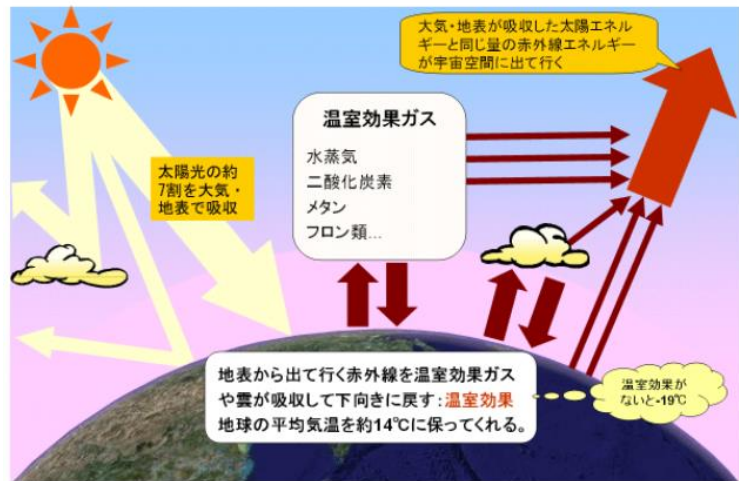 大気・地表が吸収した太陽エネル
ギーと同じ量の赤外線エネルギー
が宇宙空間に出て行く
温室効果ガス
水蒸気
二酸化炭素
メタン
フロン類…
太陽光の約
7割を大気・
地表で吸収
地表から出て行く赤外線を温室効果ガス
や雲が吸収して下向きに戻す：温室効果
地球の平均気温を約14℃に保ってくれる。
温室効果が
ないと-19℃